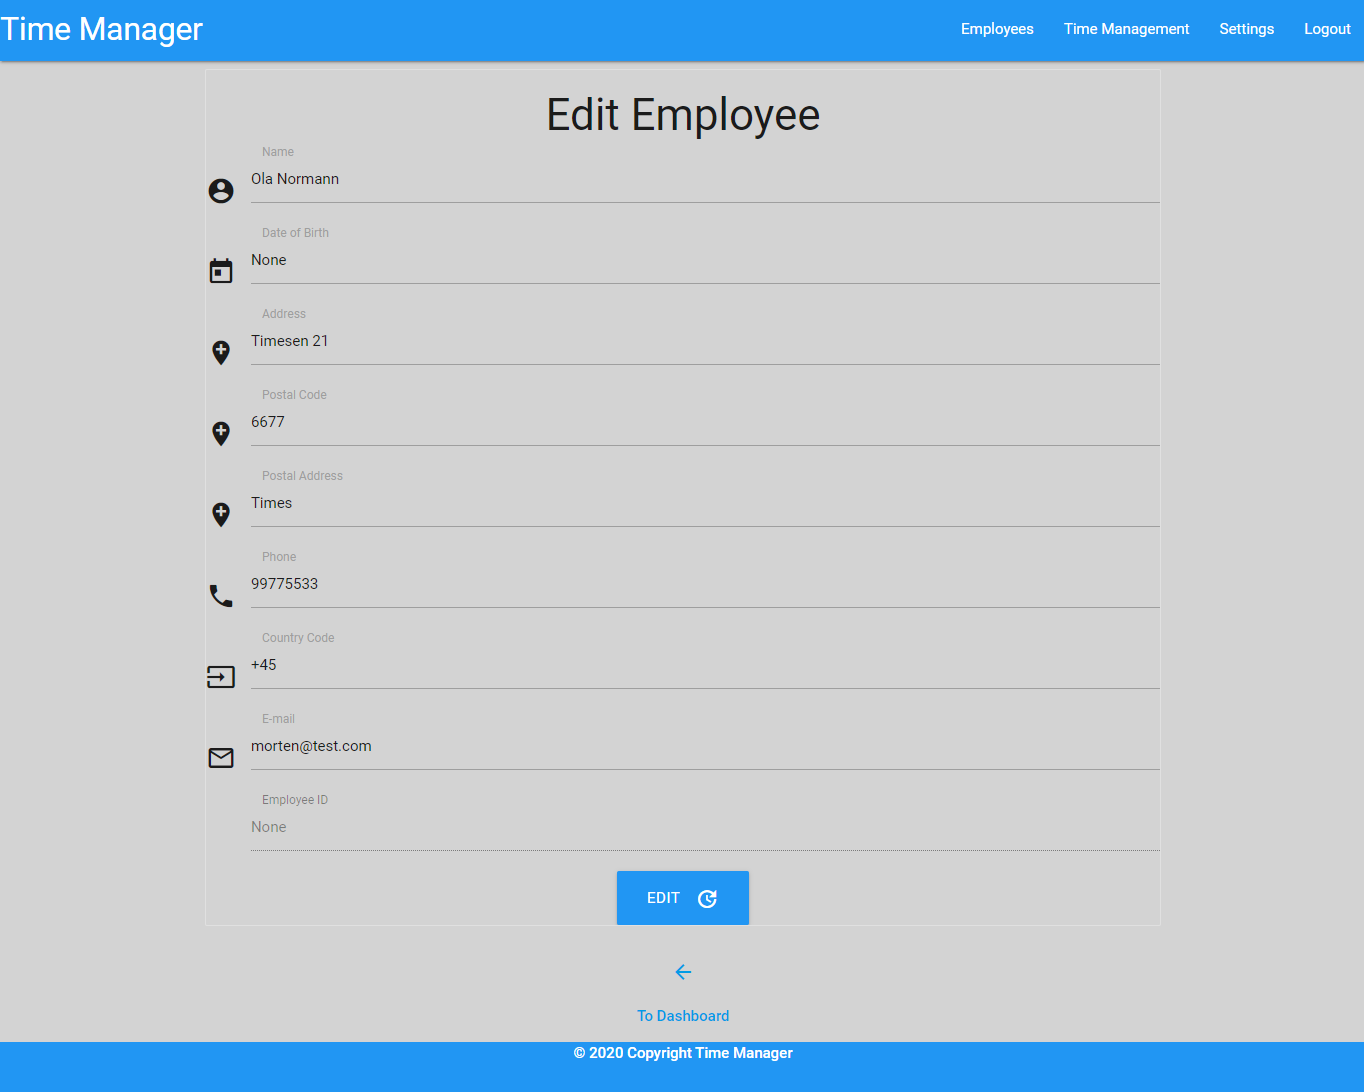 Time Manager
Employees Time Management Settings Logout
Edit Employee
Name
Ola Normann
Date of Birth
None
Address
Timesen 21
Postal Code
6677
Postal Address
Times
Phone
99775533
Country Code
+45
E-mail
morten@test.com
Employee ID
None
EDIT
To Dashboard
© 2020 Copyright Time Manager